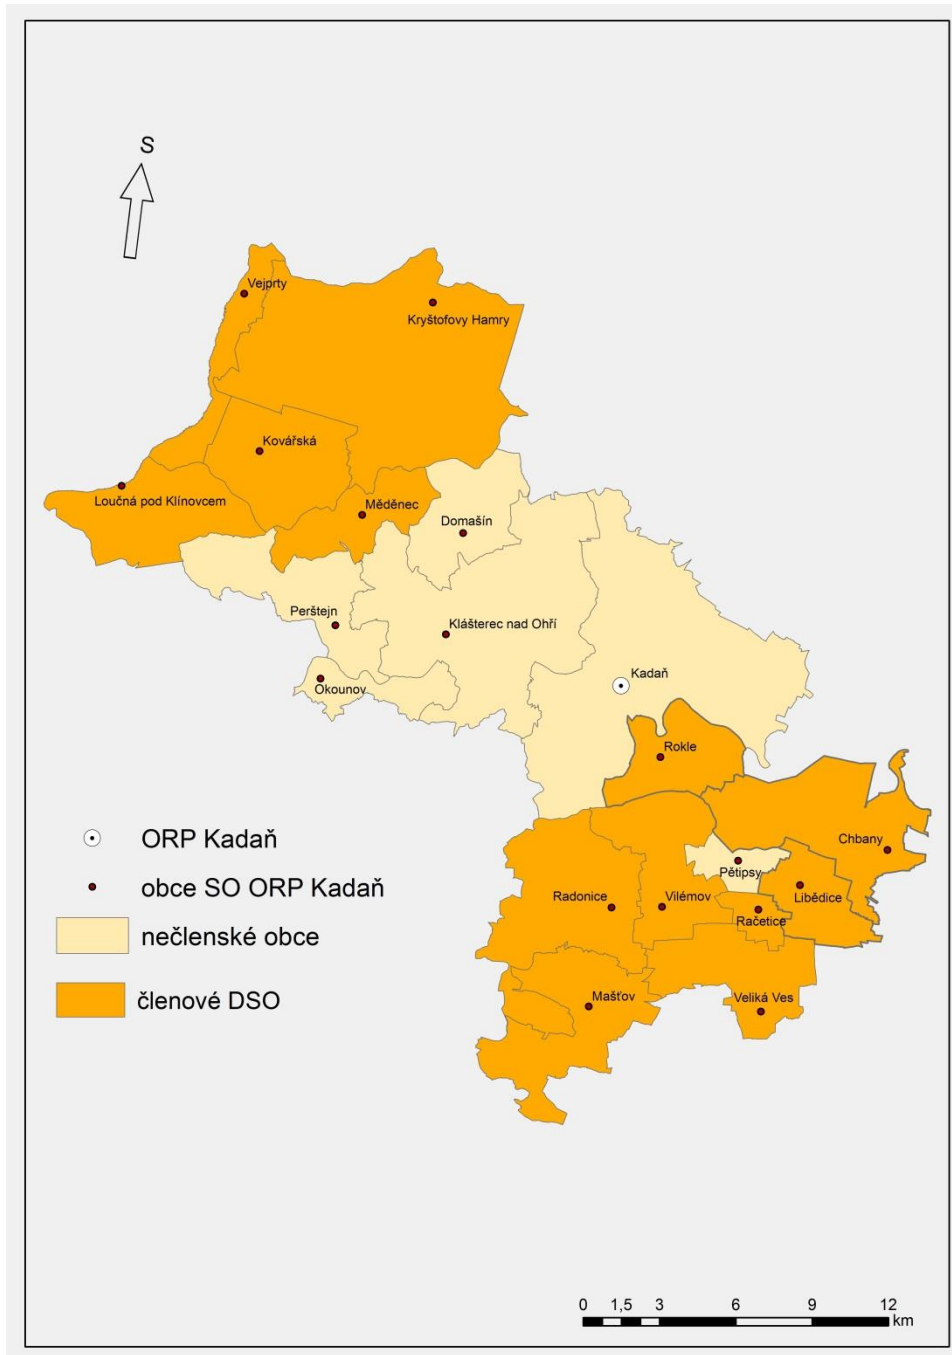 S
Vejprty
Kryštofovy Hamry
Kovářská
Loučná pod Klínovcem
Měděnec
Domašín
Perštejn
Klášterec nad Ohří
Okounov
Kadaň
Rokle
Chbany
Pětipsy
Libědice
Radonice
Vilémov
Račetice
Mašťov
Veliká Ves
ORP Kadaň
obce SO ORP Kadaň
nečlenské obce
členové DSO
0 1,5 3 6 9 12
km